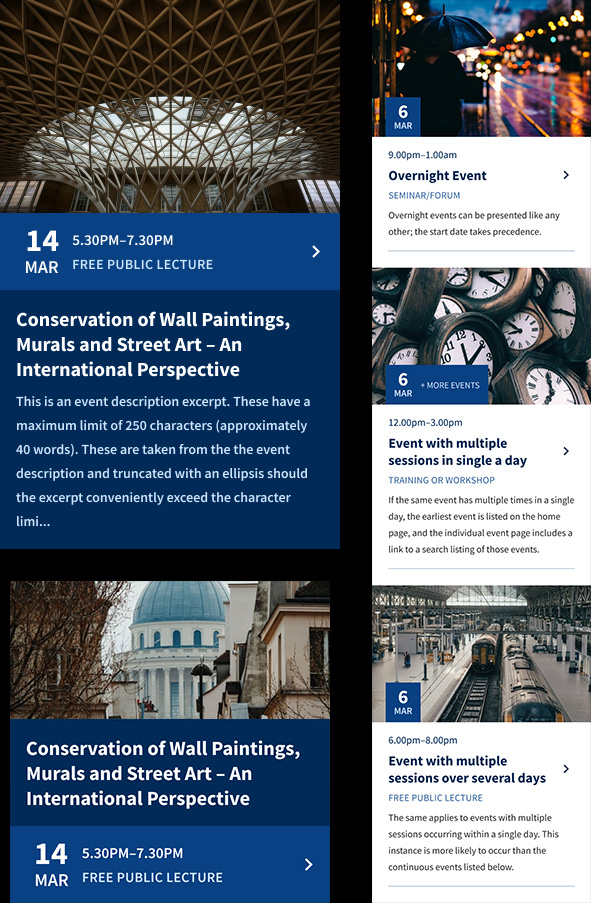 14
MAR
5.30PM–7.30PM
FREE PUBLIC LECTURE
Conservation of Wall Paintings,
Murals and Street Art – An
International Perspective
This is an event description excerpt. These have a
maximum limit of 250 characters (approximately
40 words). These are taken from the the event
description and truncated with an ellipsis should
the excerpt conveniently exceed the character
limi...
Conservation of Wall Paintings,
Murals and Street Art – An
International Perspective
14
MAR
5.30PM–7.30PM
FREE PUBLIC LECTURE
6
MAR
9.00pm–1.00am
Overnight Event
SEMINAR/FORUM
Overnight events can be presented like any
other; the start date takes precedence.
6
MAR
+ MORE EVENTS
12.00pm–3.00pm
Event with multiple
sessions in single a day
TRAINING OR WORKSHOP
If the same event has multiple times in a single
day, the earliest event is listed on the home
page, and the individual event page includes a
link to a search listing of those events.
6
MAR
6.00pm–8.00pm
Event with multiple
sessions over several days
FREE PUBLIC LECTURE
The same applies to events with multiple
sessions occurring within a single day. This
instance is more likely to occur than the
continuous events listed below.